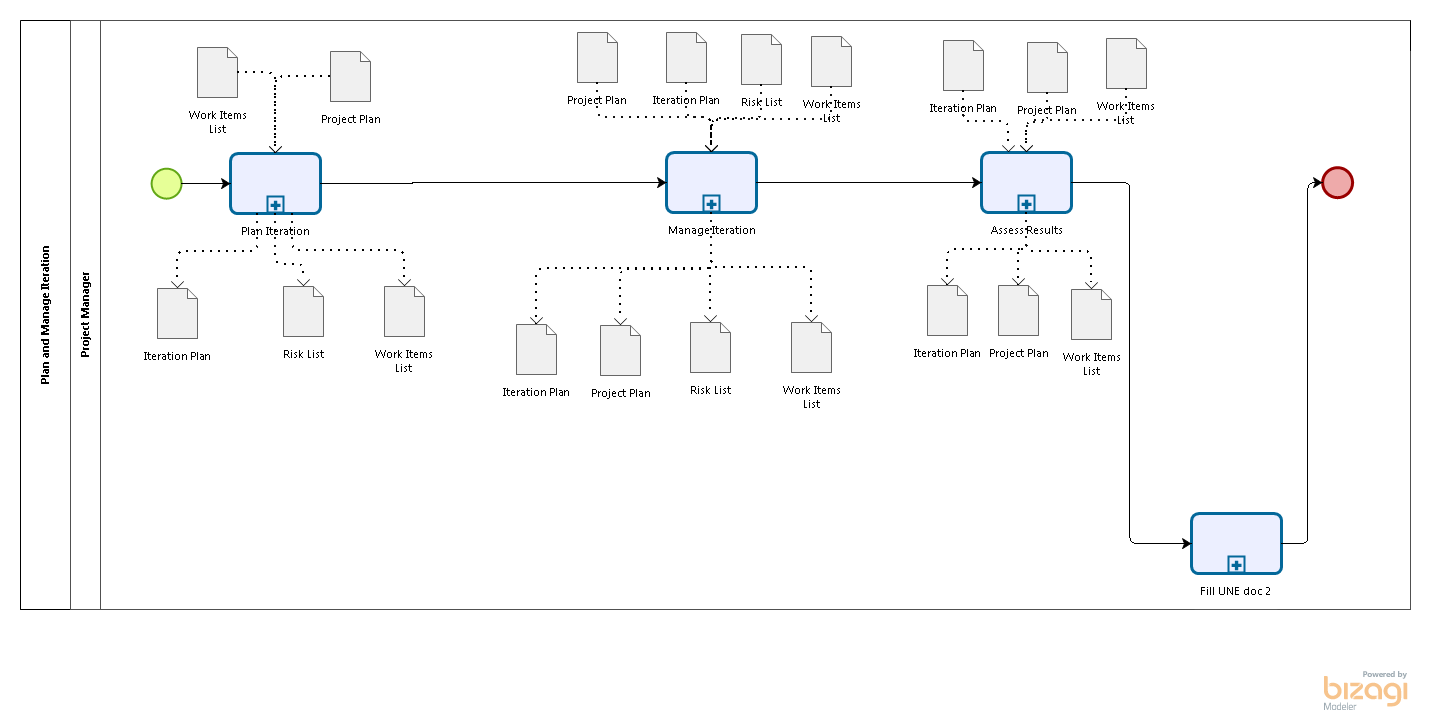 Plan and Manage Iteration
Project Manager
Work Items
List
Project Plan
Project Plan
Iteration Plan
Risk List
Work Items
List
Iteration Plan
Project Plan
Work Items
List
Plan Iteration
Manage Iteration
Assess Results
Iteration Plan
Risk List
Work Items
List
Iteration Plan
Project Plan
Risk List
Work Items
List
Iteration Plan
Project Plan
Work Items
List
Fill UNE doc 2
Powered by
bizagi
Modeler